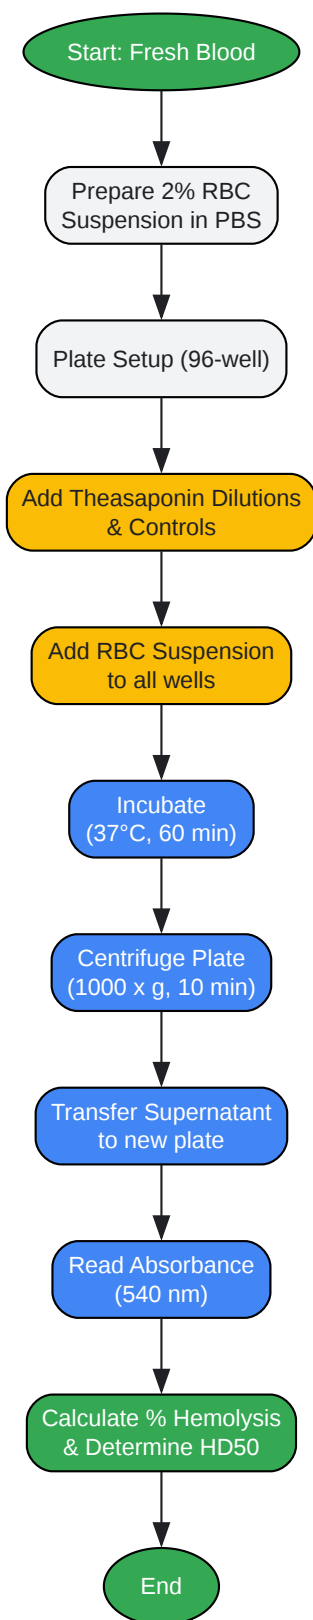 Start: Fresh Blood
Prepare 2% RBC
Suspension in PBS
Plate Setup (96-well)
Add Theasaponin Dilutions
& Controls
Add RBC Suspension
to all wells
Incubate
(37°C, 60 min)
Centrifuge Plate
(1000 x g, 10 min)
Transfer Supernatant
to new plate
Read Absorbance
(540 nm)
Calculate % Hemolysis
& Determine HD50
End